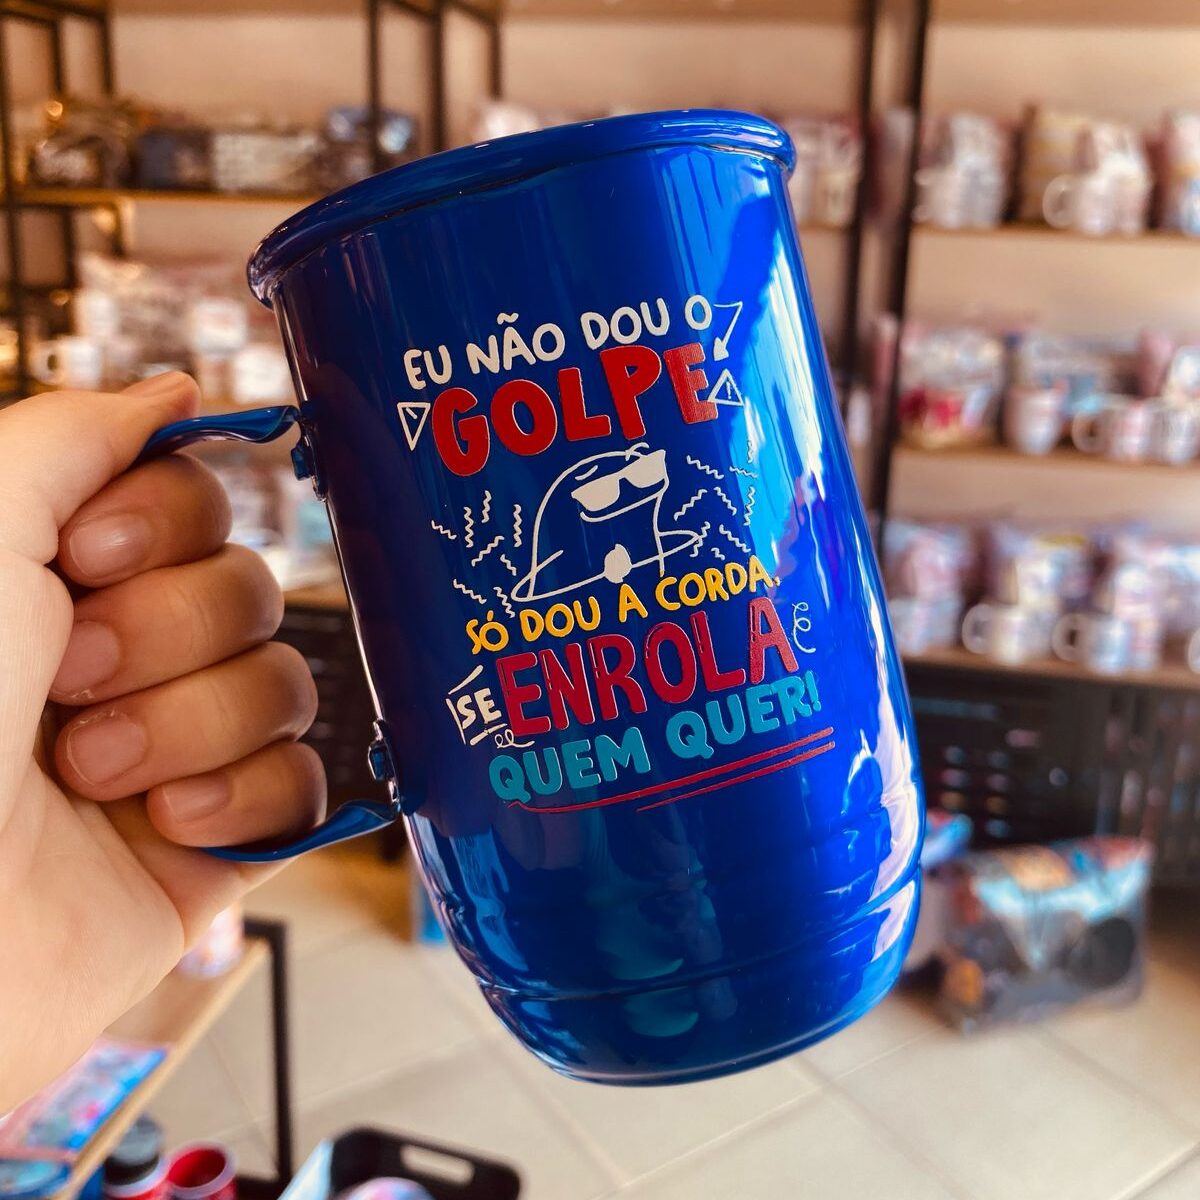 EU NÃO DOU O
GOLPE
SÓ DOU A CORDA,
SE ENROLA
QUEM QUER!